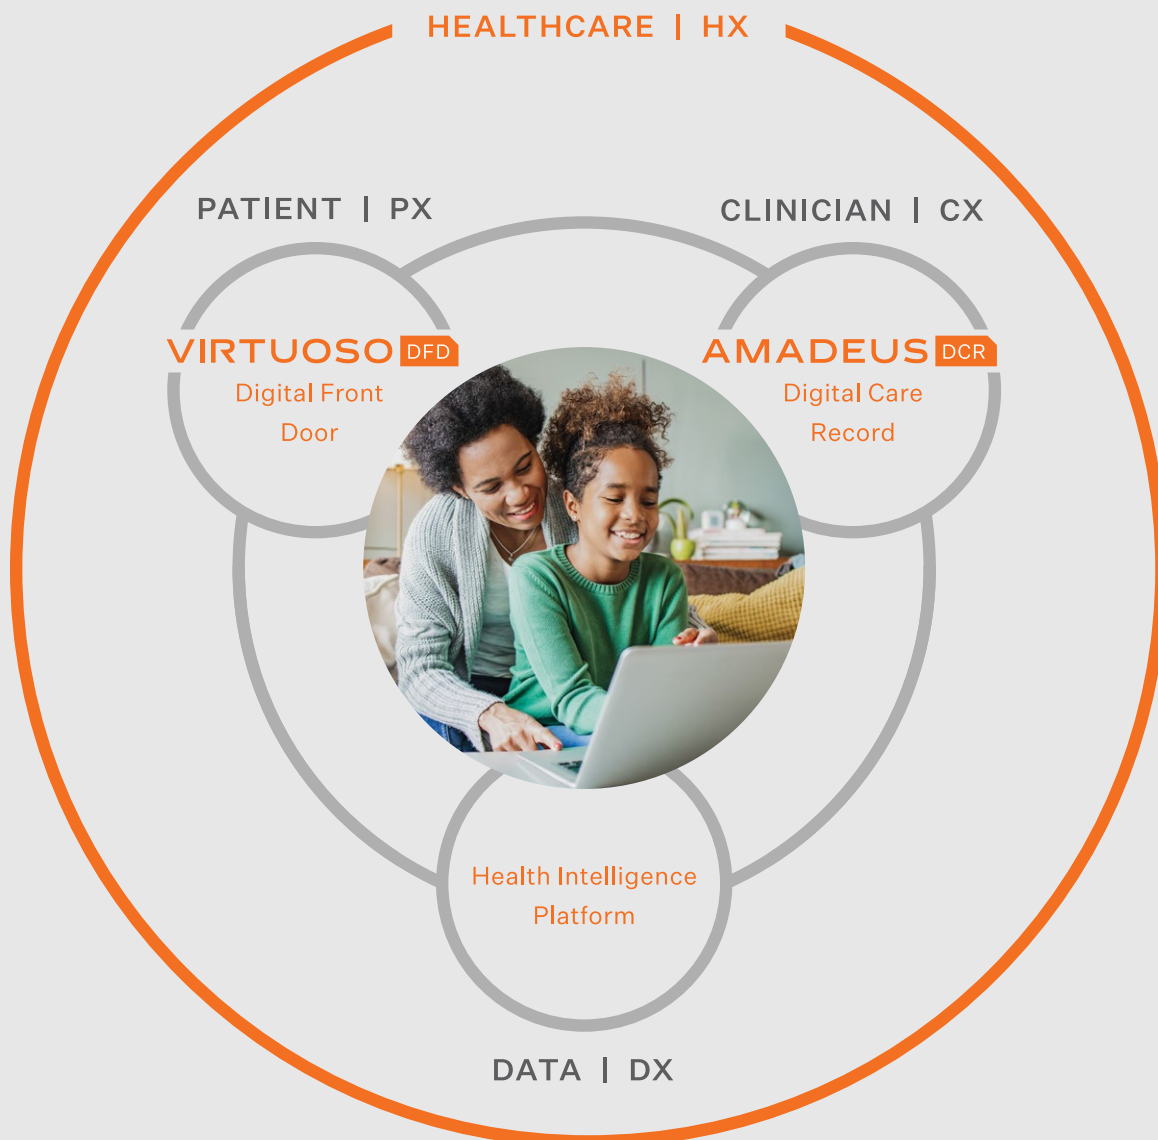 HEALTHCARE | HX
PATIENT | PX
CLINICIAN | CX
VIRTUOSO DFD
Digital Front
Door
AMADEUS DCR
Digital Care
Record
Health Intelligence
Platform
DATA | DX